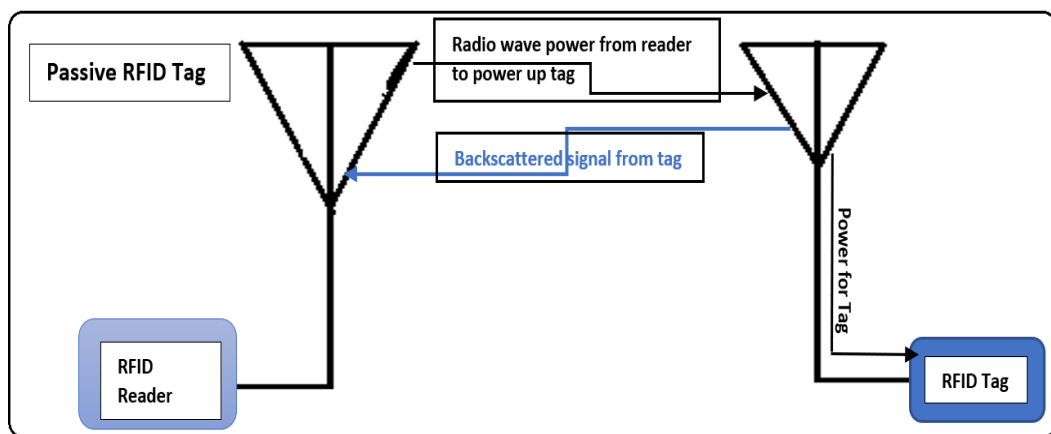 Passive RFID Tag
Radio wave power from reader
to power up tag
Backscattered signal from tag
Power for Tag
RFID
Reader
RFID Tag